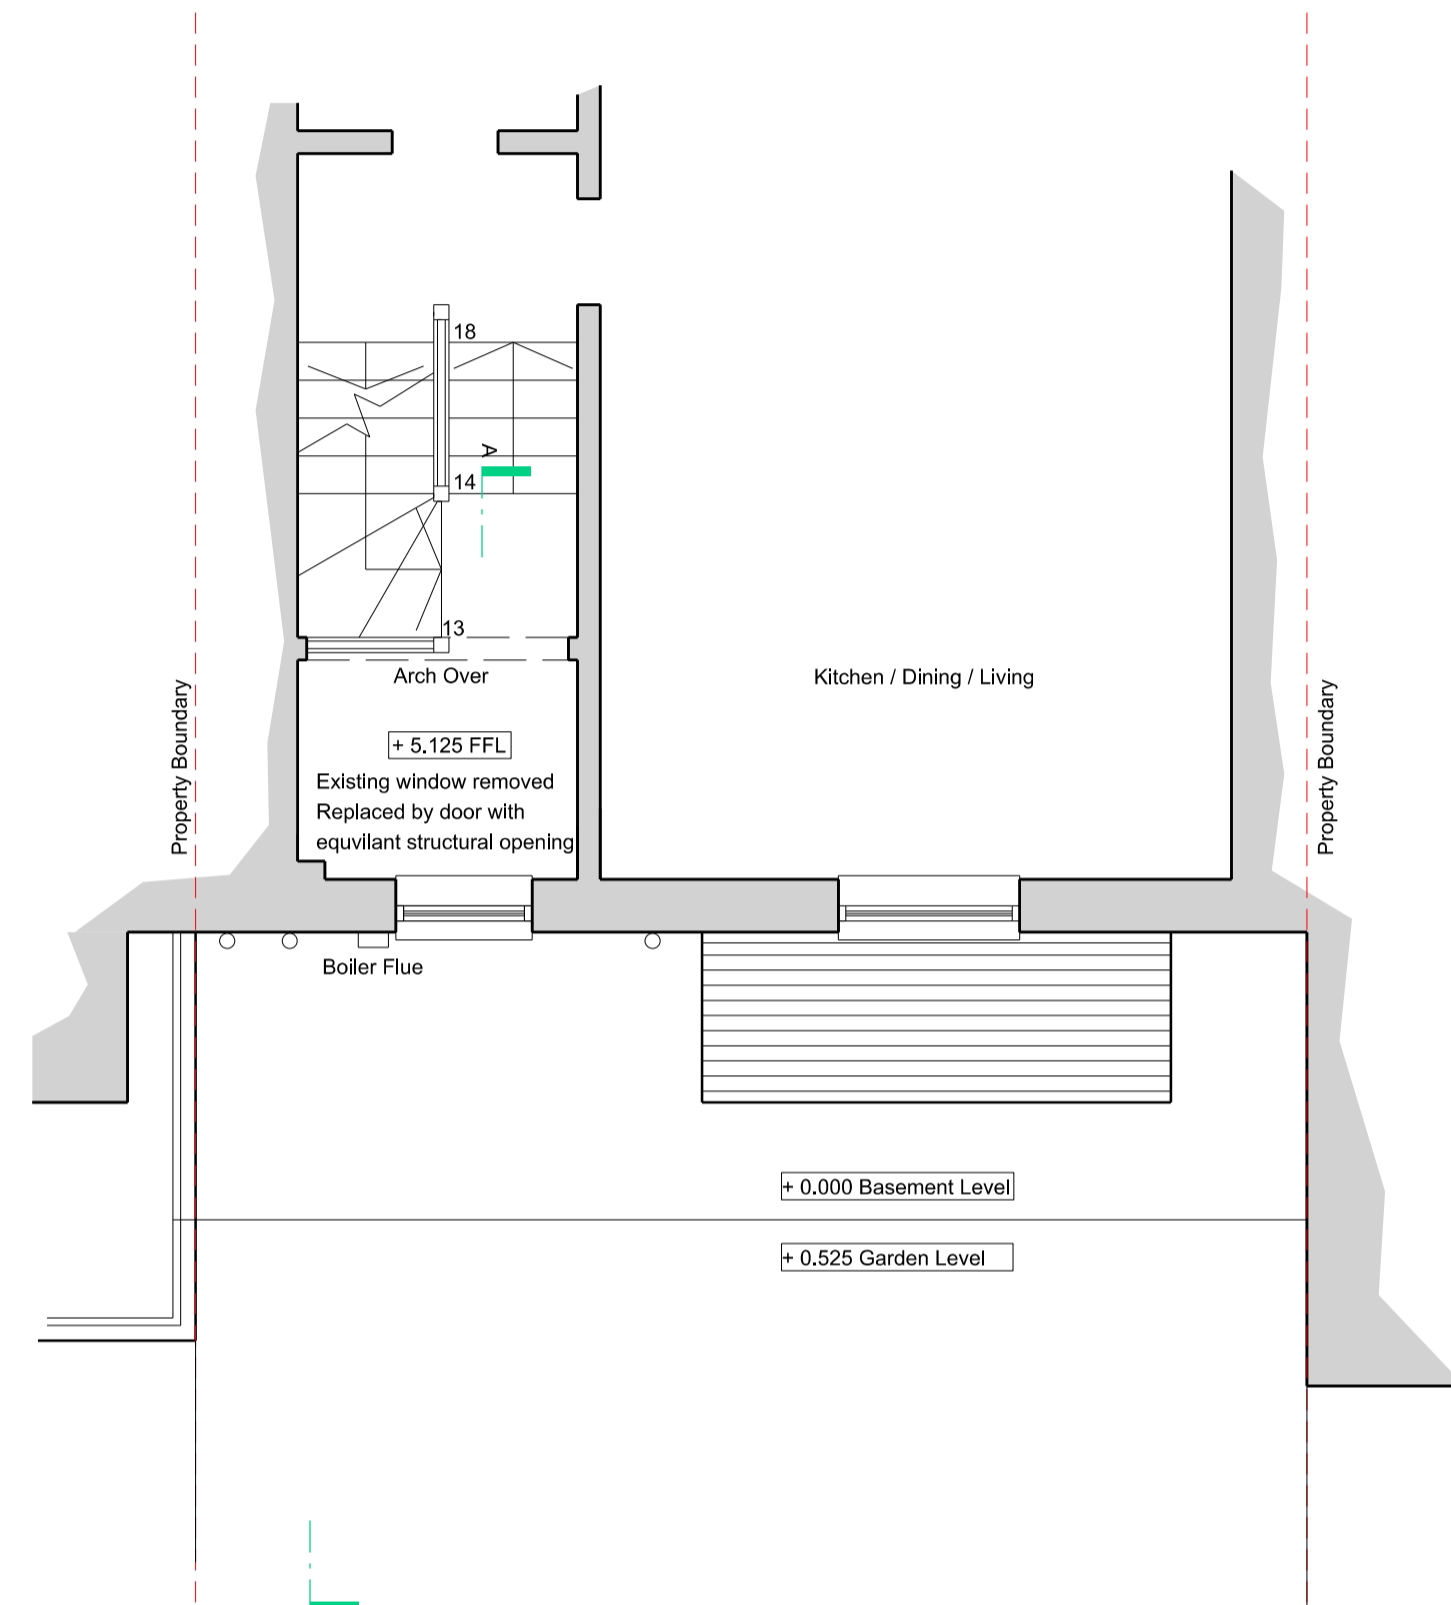 18
A
14
13
Arch Over
Kitchen / Dining / Living
Property Boundary
Property Boundary
+ 5.125 FFL
Existing window removed
Replaced by door with
equvilant structural opening
Boiler Flue
+ 0.000 Basement Level
+ 0.525 Garden Level